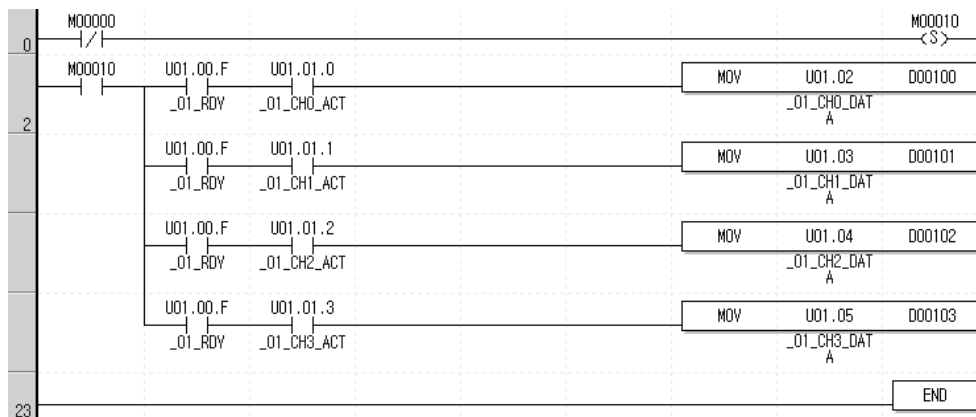 M00000 M00010
0 /
S
M00010 U01.00.F U01.01.0 MOV U01.02 D00100
_01_RDY _01_CH0_ACT _01_CH0_DAT
A
2
U01.00.F U01.01.1 MOV U01.03 D00101
_01_RDY _01_CH1_ACT _01_CH1_DAT
A
U01.00.F U01.01.2 MOV U01.04 D00102
_01_RDY _01_CH2_ACT _01_CH2_DAT
A
U01.00.F U01.01.3 MOV U01.05 D00103
_01_RDY _01_CH3_ACT _01_CH3_DAT
A
END
23